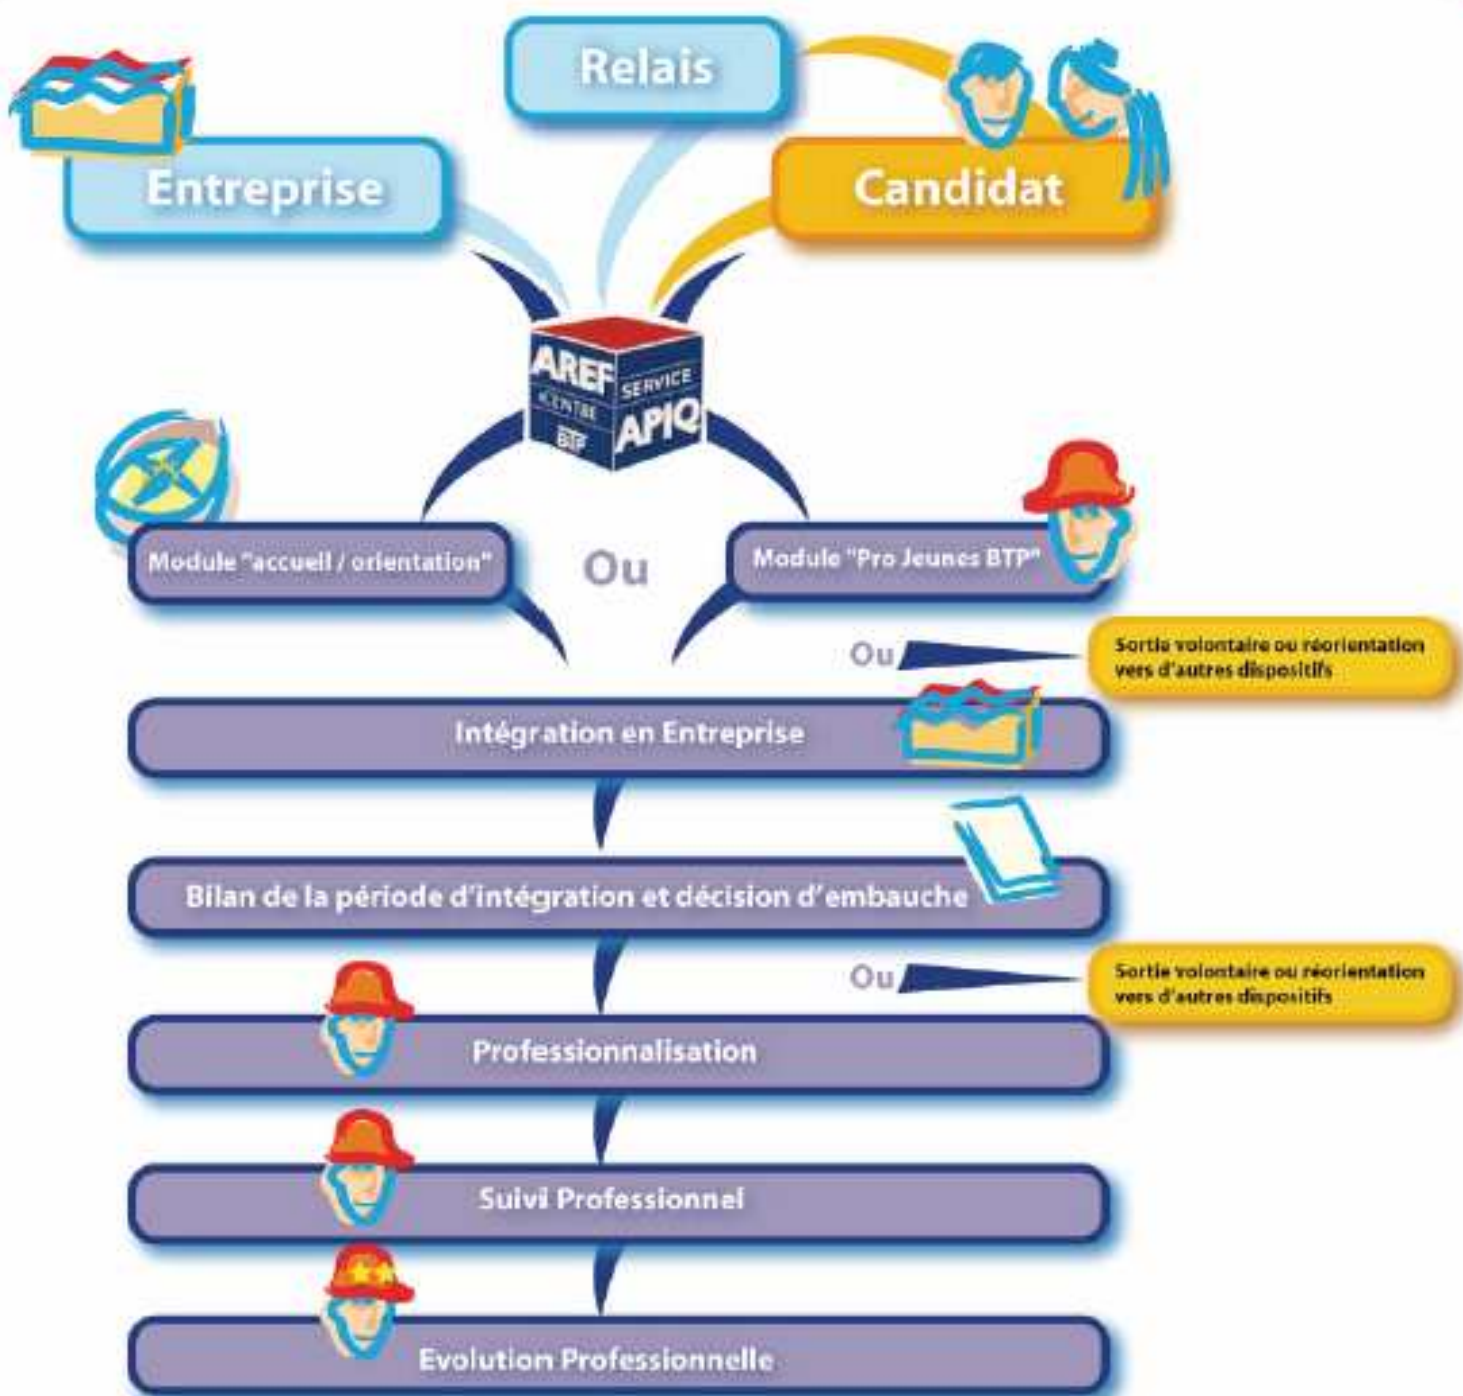 Relais
Entreprise
Candidat
AREF
CENTRE
BTP
SERVICE
APIQ
Module "accueil / orientation"
Ou
Module "Pro Jeunes BTP"
Ou
Sortie volontaire ou réorientation
vers d'autres dispositifs
Intégration en Entreprise
Bilan de la période d'intégration et décision d'embauche
Ou
Sortie volontaire ou réorientation
vers d'autres dispositifs
Professionnalisation
Suivil Professionnel
Evolution Professionnelle